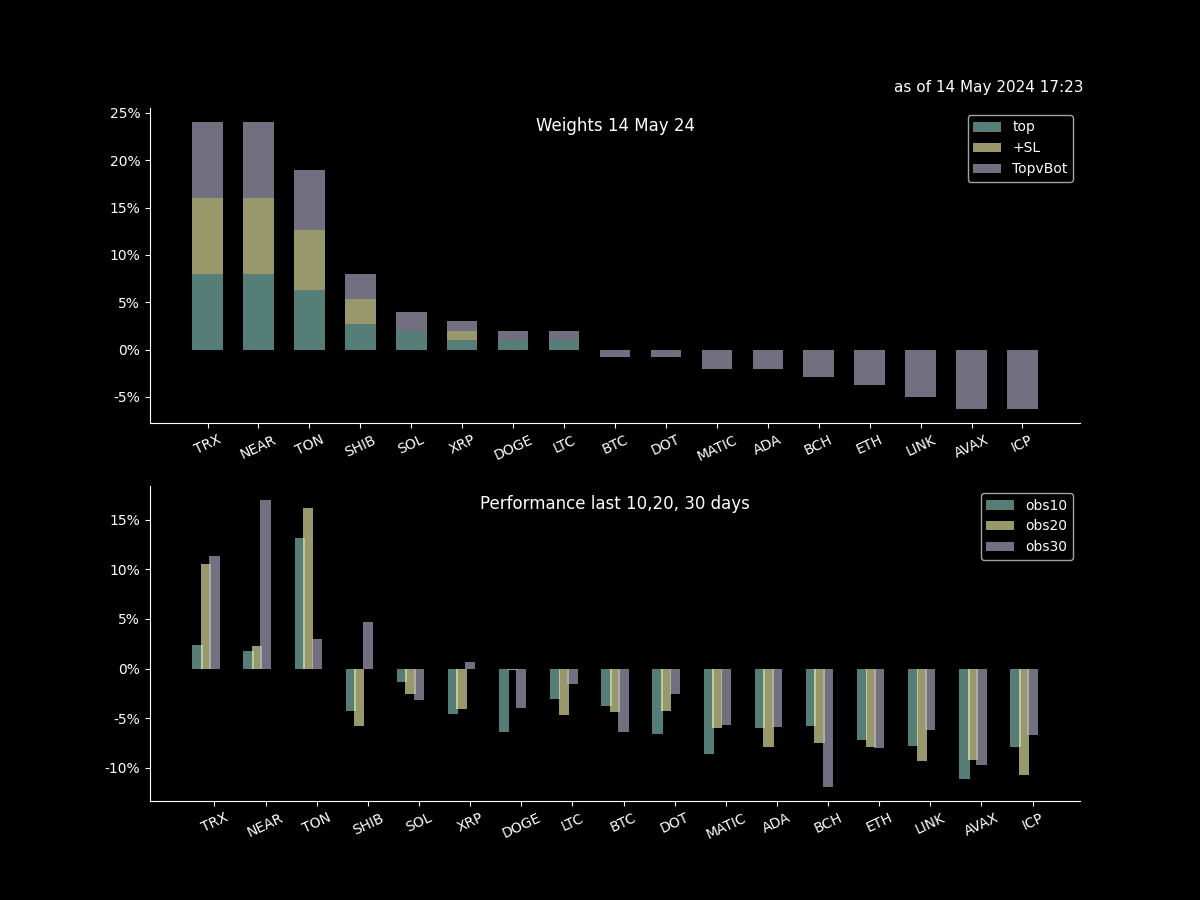 as of 14 May 2024 17:23
Weights 14 May 24
top
+SL
TopvBot
25%
20%
15%
10%
5%
0%
-5%
TRX NEAR TON SHIB SOL XRP DOGE LTC BTC DOT MATIC ADA BCH ETH LINK AVAX ICP
Performance last 10,20, 30 days
obs10
obs20
obs30
15%
10%
5%
0%
-5%
-10%
TRX NEAR TON SHIB SOL XRP DOGE LTC BTC DOT MATIC ADA BCH ETH LINK AVAX ICP